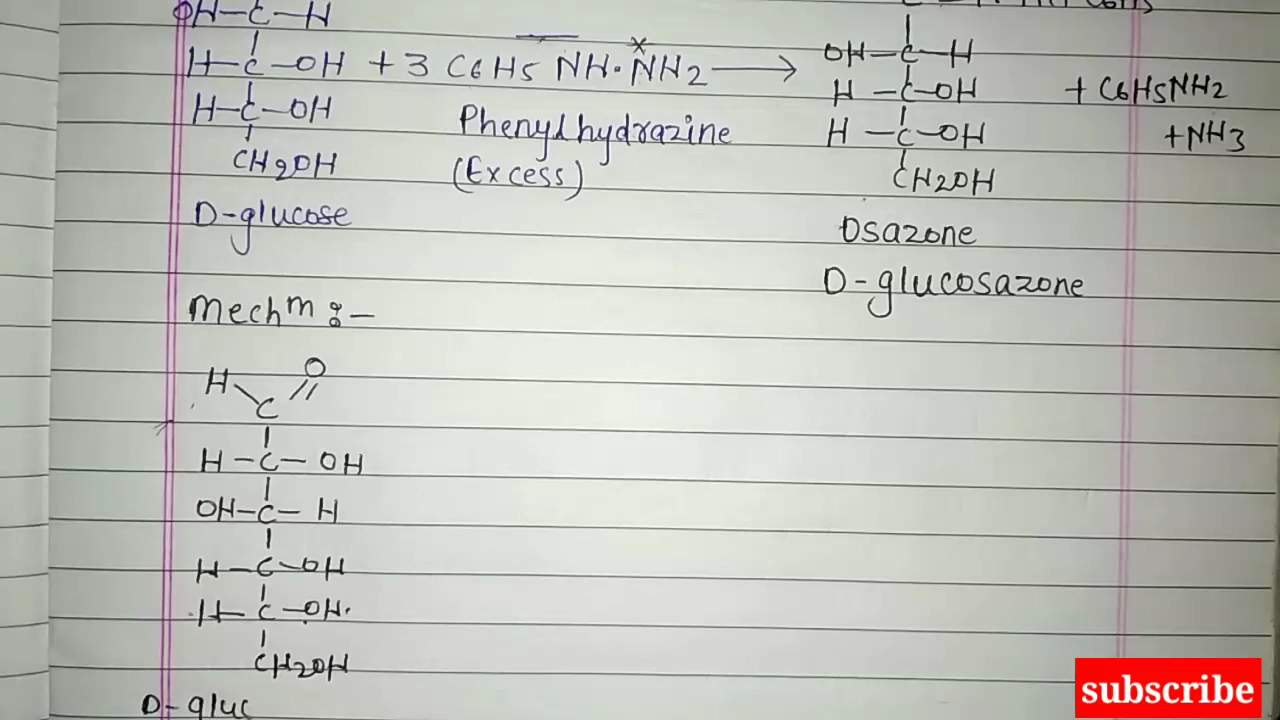 OH-C-H
H-C-OH + 3 C6H5 NH·NH2 ⟶
H-C-OH
CH2OH
Phenylhydrazine
(Excess)
D-glucose
OH-C-H
H-C-OH
H-C-OH
CH2OH
+ C6H5NH2
+NH3
Osazone
D-glucosazone
Mechm :-
H O
C
H-C-OH
OH-C-H
H-C-OH
H-C-OH
CH2OH
D-gluc
subscribe